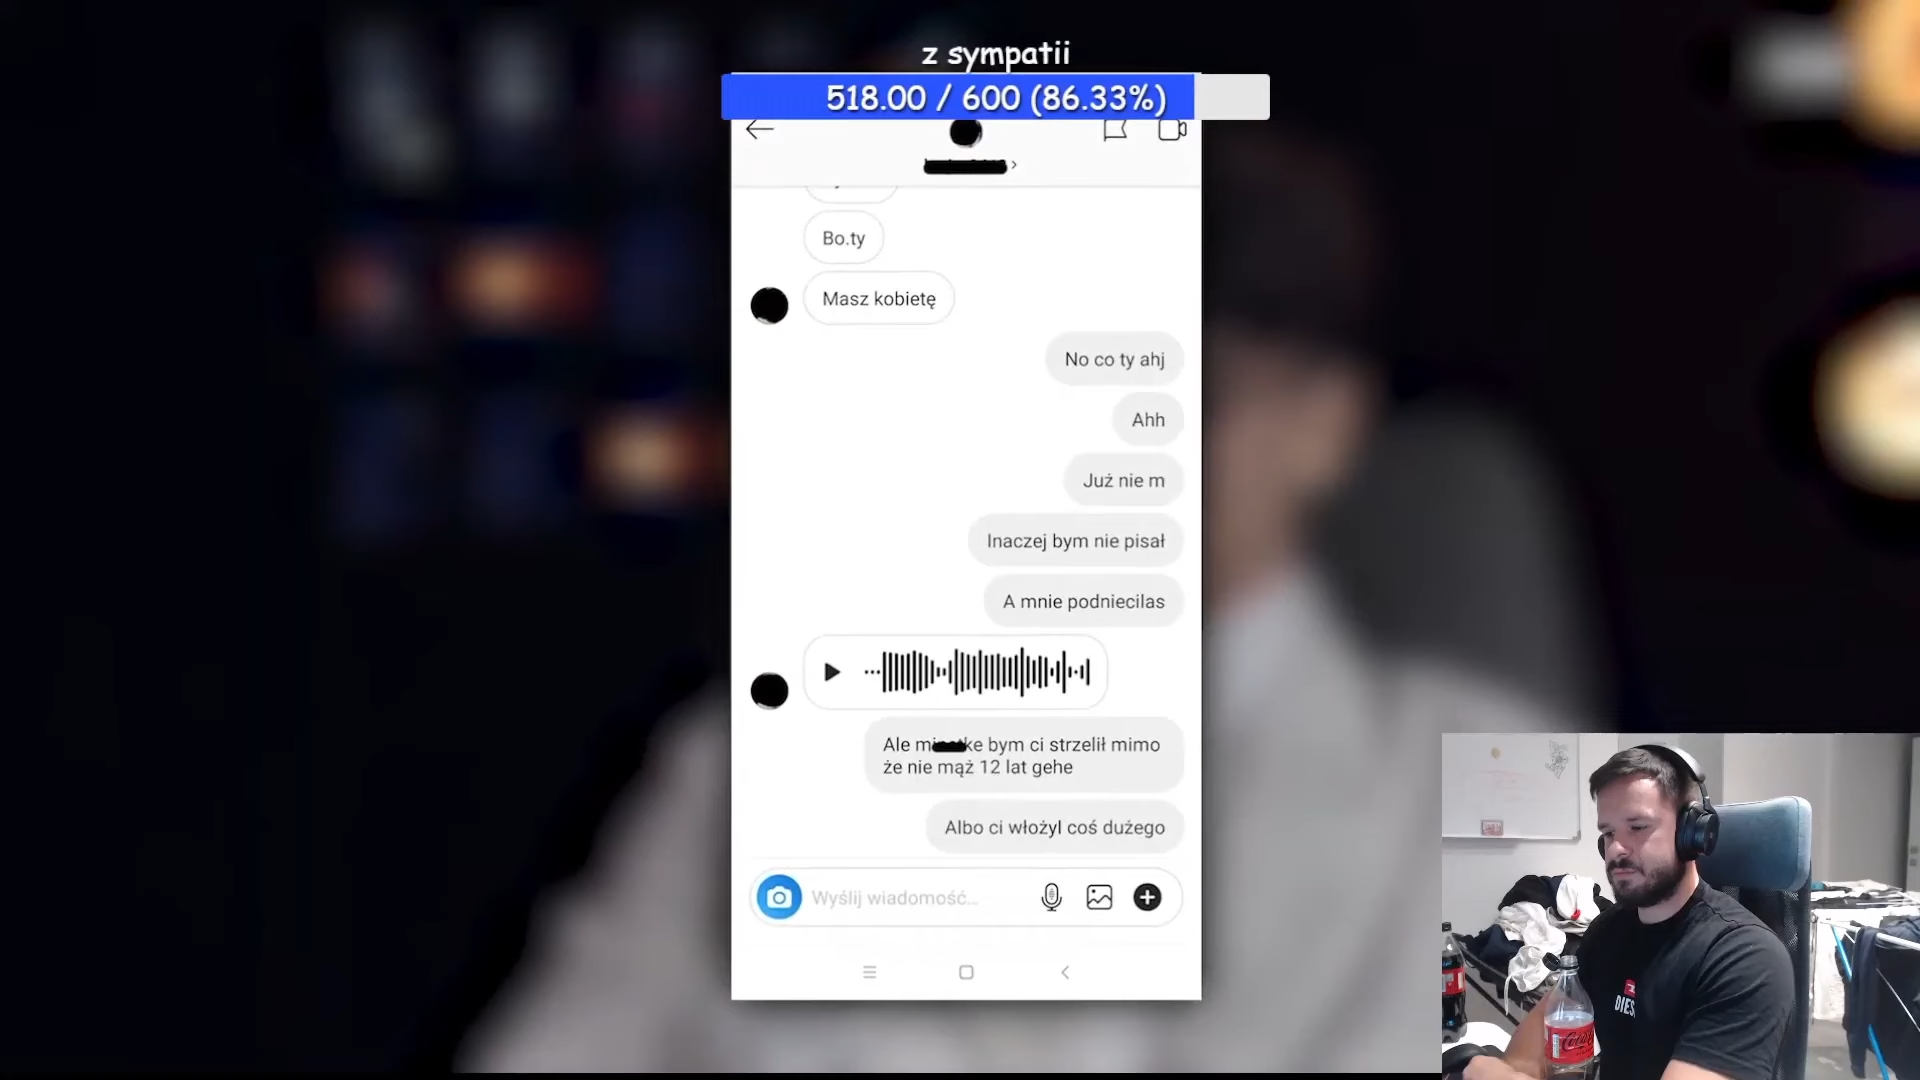 z sympatii
518.00 / 600 (86.33%)
Bo.ty
Masz kobietę
No co ty ahj
Ahh
Już nie m
Inaczej bym nie pisał
A mnie podniecilas
Ale bym ci strzelił mimo
że nie mąż 12 lat gehe
Albo ci włożyl coś dużego
Wyślij wiadomość...
DIES